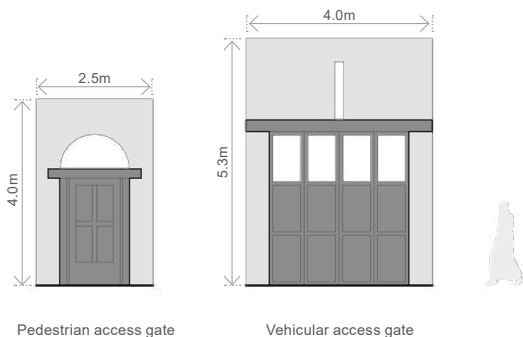 4.0m
2.5m
4.0m
5.3m
Pedestrian access gate
Vehicular access gate